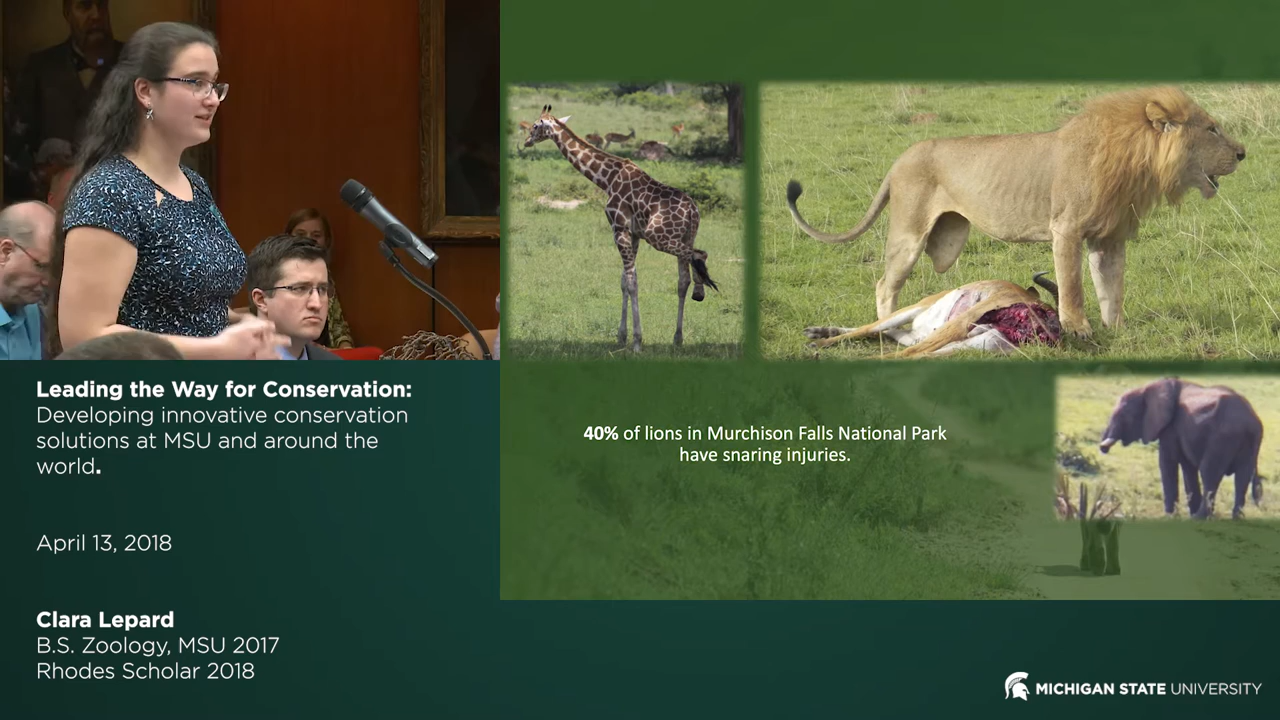 40% of lions in Murchison Falls National Park
have snaring injuries.
Leading the Way for Conservation:
Developing innovative conservation
solutions at MSU and around the
world.
April 13, 2018
Clara Lepard
B.S. Zoology, MSU 2017
Rhodes Scholar 2018
MICHIGAN STATE UNIVERSITY